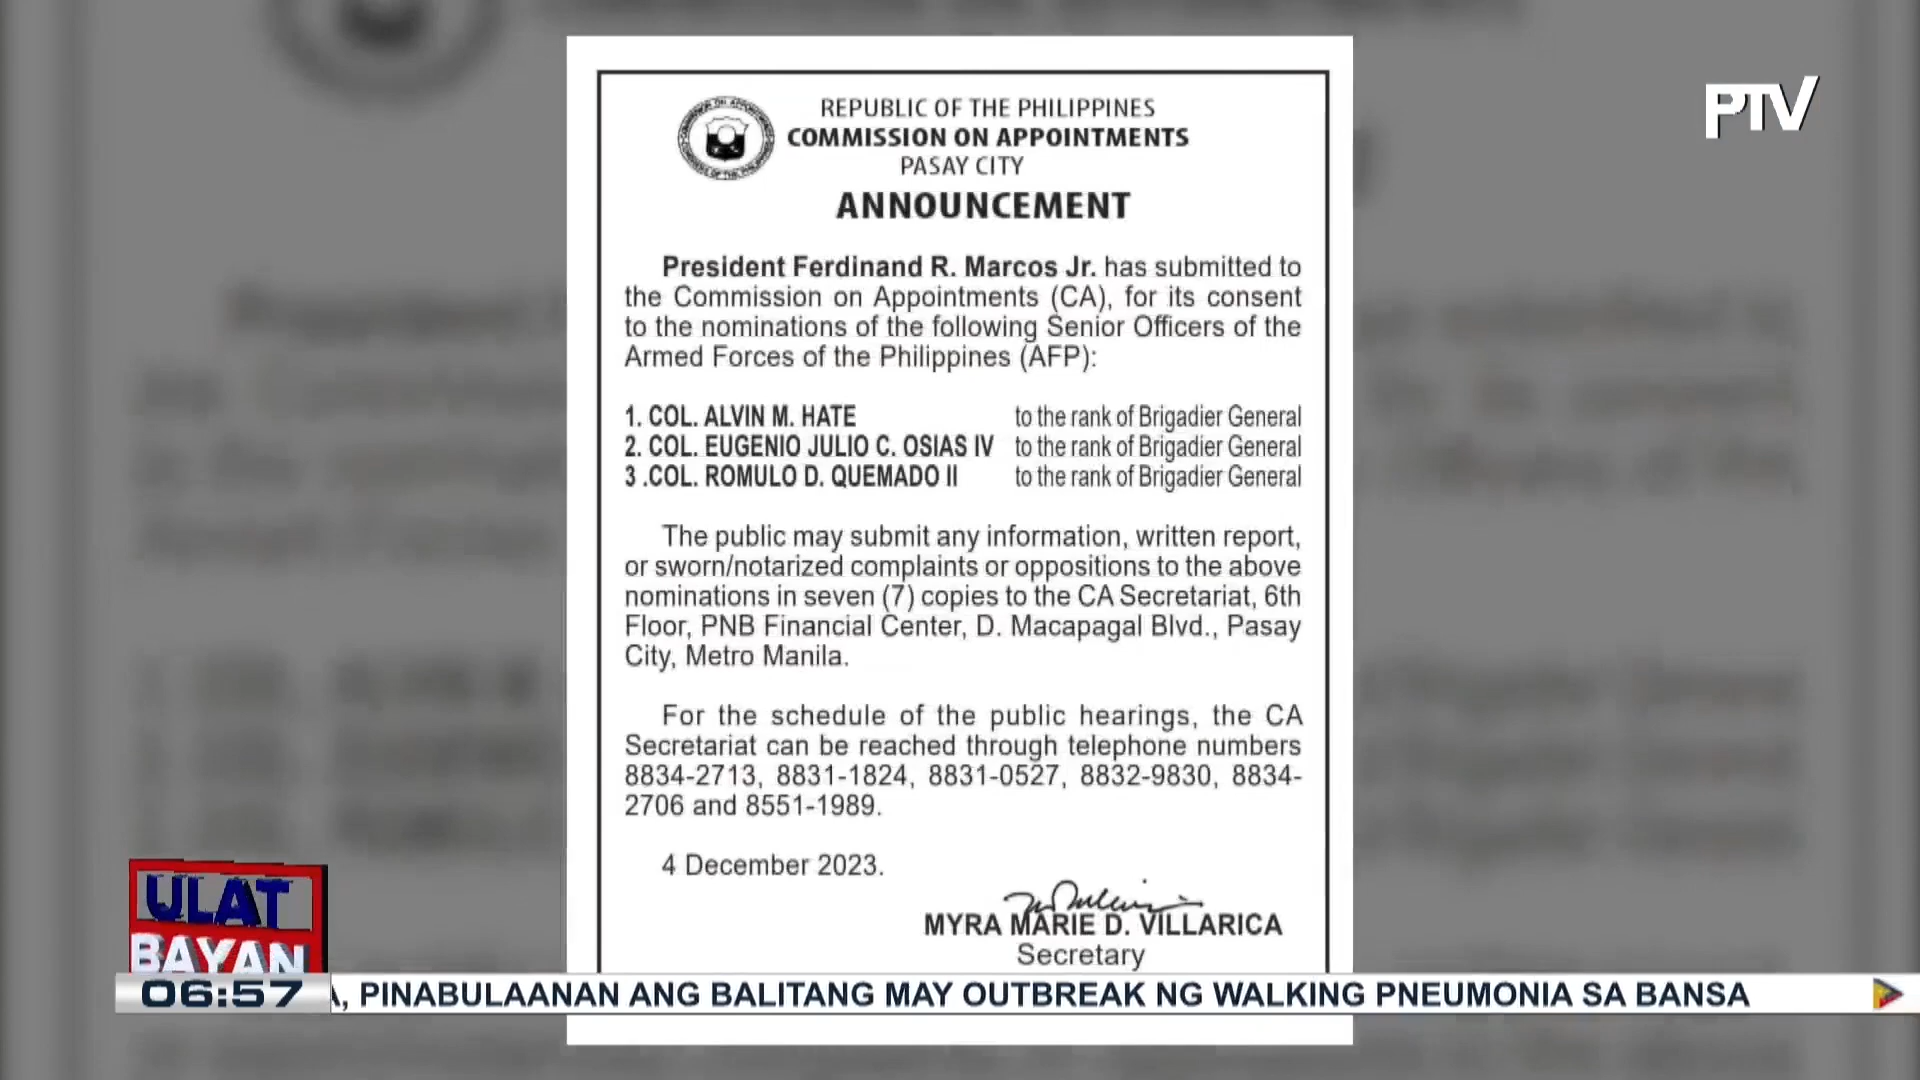 PTV
REPUBLIC OF THE PHILIPPINES
COMMISSION ON APPOINTMENTS
PASAY CITY
ANNOUNCEMENT
President Ferdinand R. Marcos Jr. has submitted to
the Commission on Appointments (CA), for its consent
to the nominations of the following Senior Officers of the
Armed Forces of the Philippines (AFP):
1. COL. ALVIN M. HATE to the rank of Brigadier General
2. COL. EUGENIO JULIO C. OSIAS IV to the rank of Brigadier General
3 .COL. ROMULO D. QUEMADO II to the rank of Brigadier General
The public may submit any information, written report,
or sworn/notarized complaints or oppositions to the above
nominations in seven (7) copies to the CA Secretariat, 6th
Floor, PNB Financial Center, D. Macapagal Blvd., Pasay
City, Metro Manila.
For the schedule of the public hearings, the CA
Secretariat can be reached through telephone numbers
8834-2713, 8831-1824, 8831-0527, 8832-9830, 8834-
2706 and 8551-1989.
4 December 2023.
MYRA MARIE D. VILLARICA
Secretary
ULAT
BAYAN
06:57
, PINABULAANAN ANG BALITANG MAY OUTBREAK NG WALKING PNEUMONIA SA BANSA